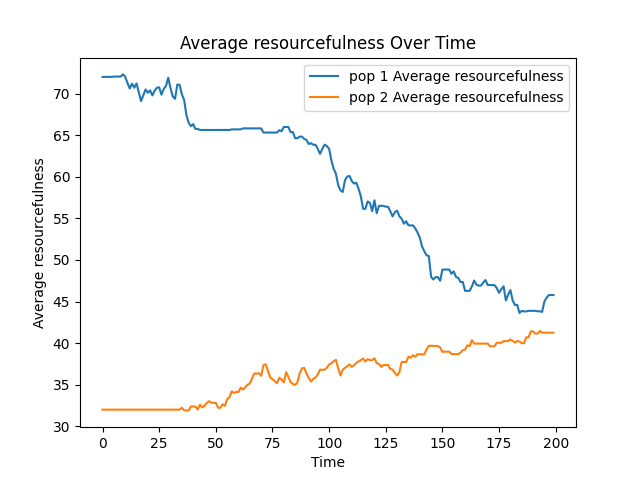 Average resourcefulness Over Time
pop 1 Average resourcefulness
pop 2 Average resourcefulness
Average resourcefulness
70
65
60
55
50
45
40
35
30
0 25 50 75 100 125 150 175 200
Time